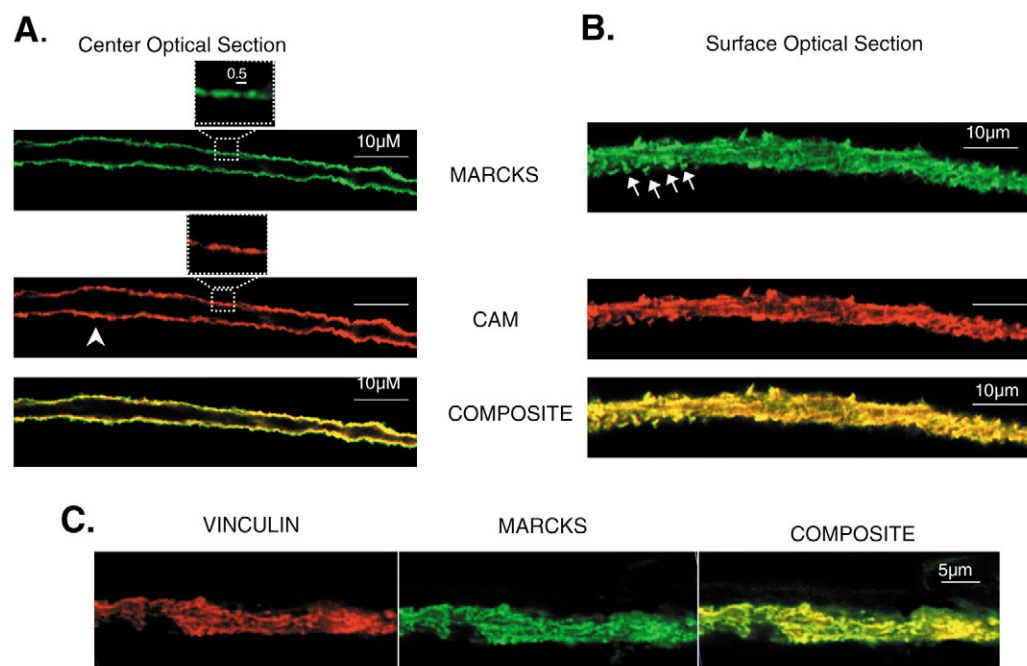 A.
Center Optical Section
0.5
10µM
MARCKS
CAM
10µM
COMPOSITE
B.
Surface Optical Section
10µm
10µm
C.
VINCULIN
MARCKS
COMPOSITE
5µm